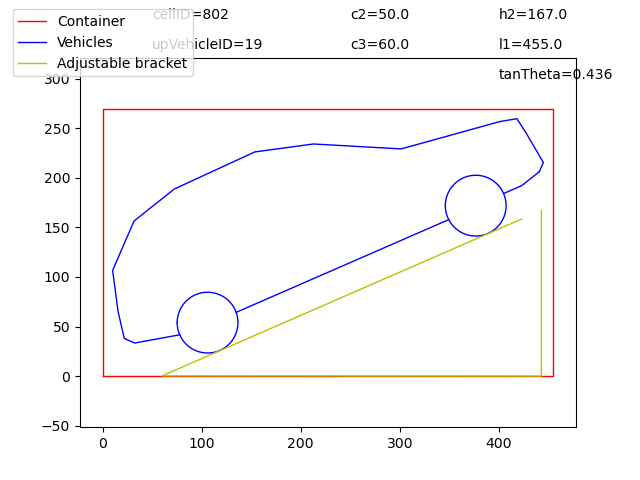 cellID=802 c2=50.0 h2=167.0
Container
Vehicles
upVehicleID=19 c3=60.0 l1=455.0
Adjustable bracket
tanTheta=0.436
300
250
200
150
100
50
0
−50
0 100 200 300 400